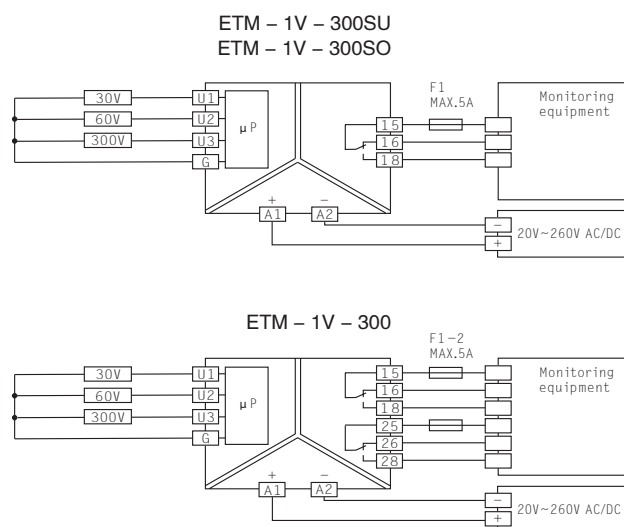 ETM – 1V – 300SU
ETM – 1V – 300SO
F1
MAX.5A
30V U1
60V U2
300V U3
G
µP
15
16
18
Monitoring
equipment
+ −
A1 A2
−
+
20V~260V AC/DC
ETM – 1V – 300
F1-2
MAX.5A
30V U1
60V U2
300V U3
G
µP
15
16
18
25
26
28
Monitoring
equipment
+ −
A1 A2
−
+
20V~260V AC/DC